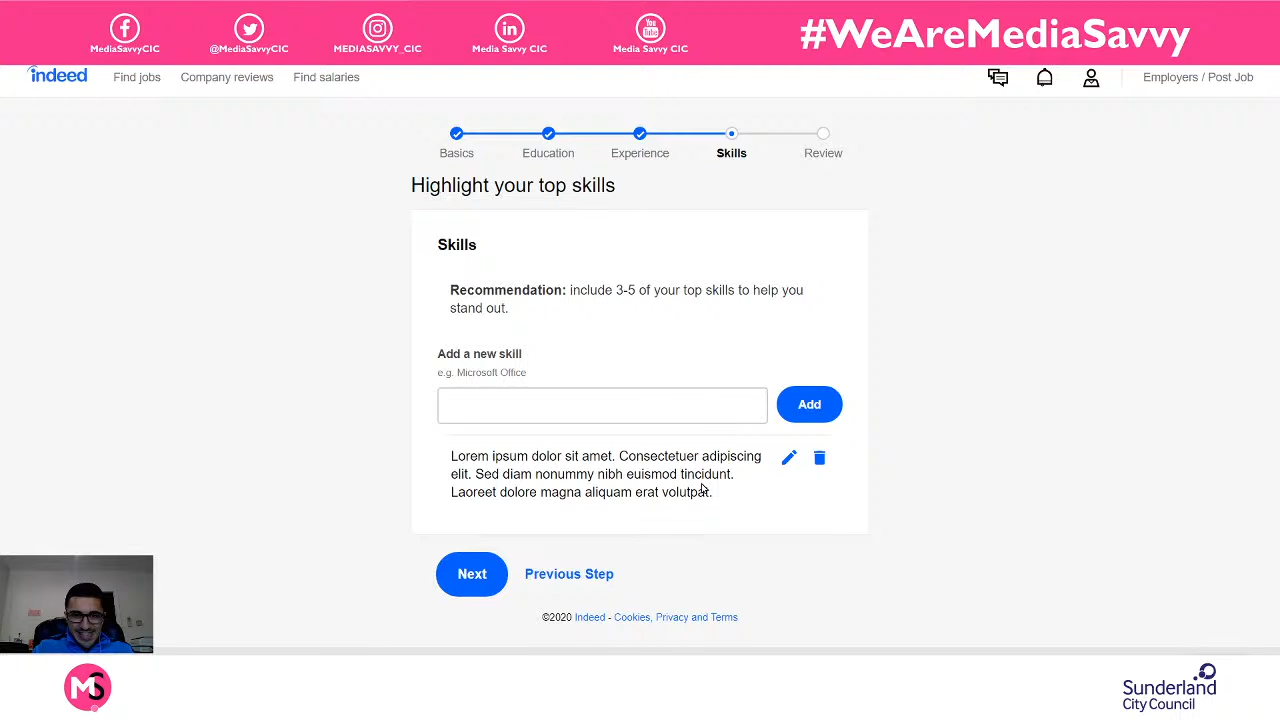 MediaSavvyCIC
@MediaSavvyCIC
MEDIASAVVY_CIC
in
Media Savvy CIC
You
Tube
Media Savvy CIC
#WeAreMediaSavvy
indeed
Find jobs
Company reviews
Find salaries
Employers / Post Job
Basics
Education
Experience
Skills
Review
Highlight your top skills
Skills
Recommendation: include 3-5 of your top skills to help you
stand out.
Add a new skill
e.g. Microsoft Office
Add
Lorem ipsum dolor sit amet. Consectetuer adipiscing
elit. Sed diam nonummy nibh euismod tincidunt.
Laoreet dolore magna aliquam erat volutpat.
Next
Previous Step
©2020 Indeed - Cookies, Privacy and Terms
MS
Sunderland
City Council